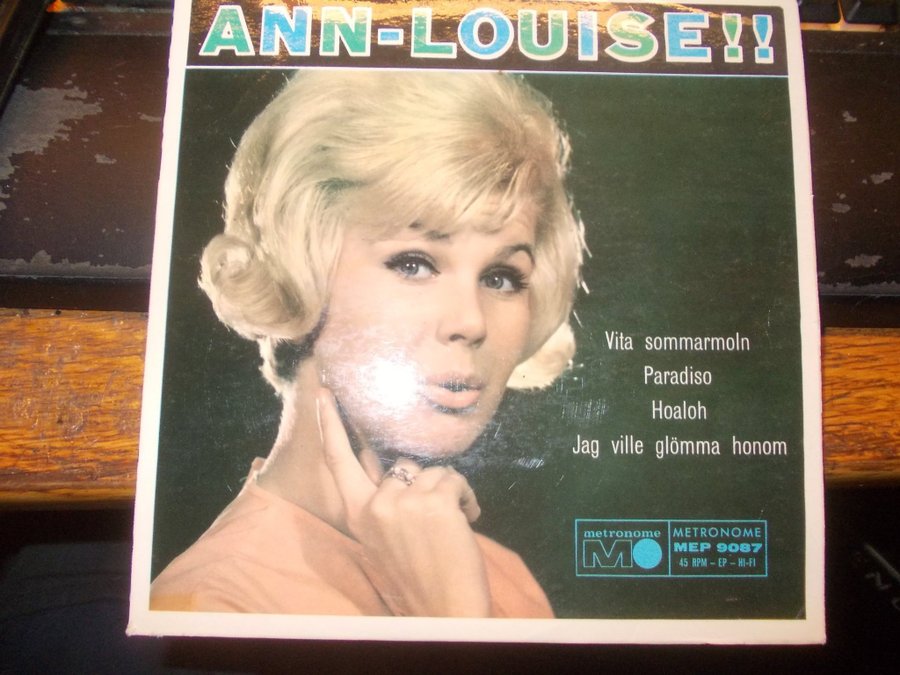 ANN-LOUISE!!
Vita sommarmoln
Paradiso
Hoaloh
Jag ville glömma honom
metronome
M
METRONOME
MEP 9087
45 RPM – EP – HI-FI